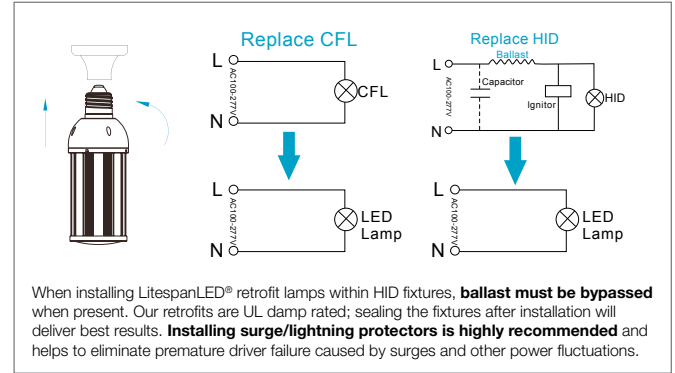 Replace CFL
L
AC100-277V
CFL
N
L
AC100-277V
LED
Lamp
N
Replace HID
Ballast
L
AC100-277V
Capacitor
Ignitor
HID
N
L
AC100-277V
LED
Lamp
N
When installing LitespanLED® retrofit lamps within HID fixtures, ballast must be bypassed
when present. Our retrofits are UL damp rated; sealing the fixtures after installation will
deliver best results. Installing surge/lightning protectors is highly recommended and
helps to eliminate premature driver failure caused by surges and other power fluctuations.